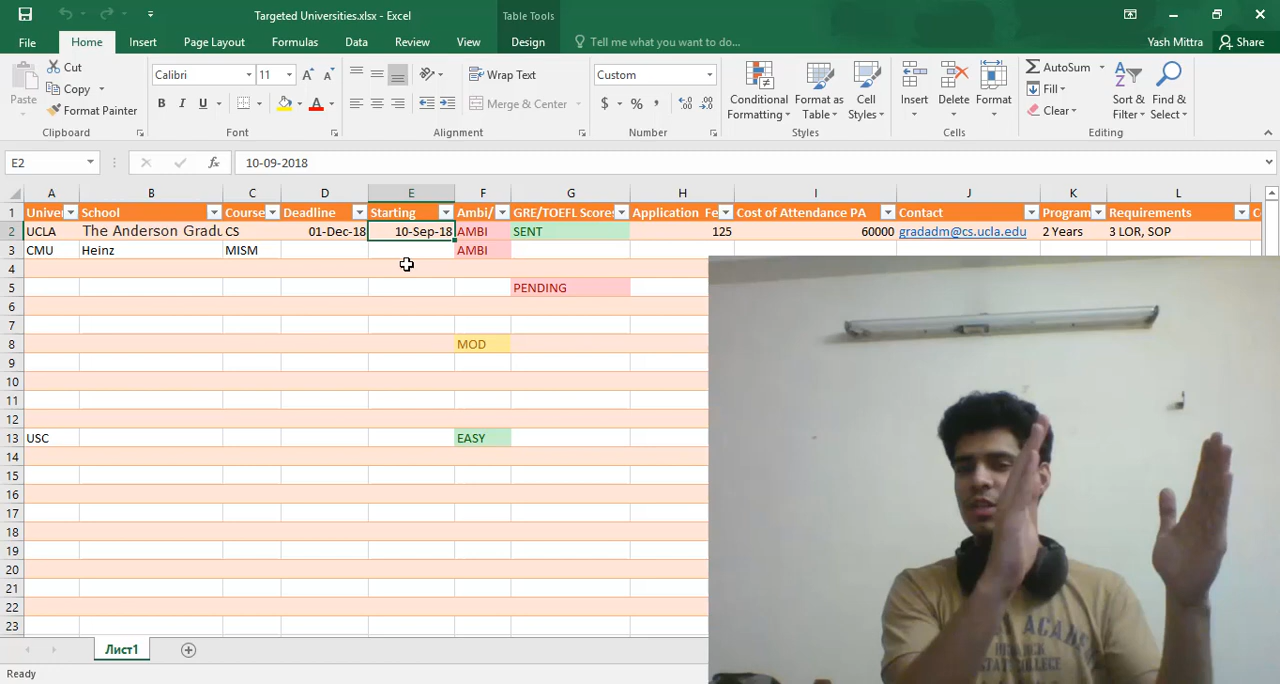 Targeted Universities.xlsx - Excel
Table Tools
File Home Insert Page Layout Formulas Data Review View Design Tell me what you want to do... Yash Mittra Share
Paste
Cut
Copy
Format Painter
Clipboard
Calibri 11
B I U
Font
Wrap Text
Merge & Center
Alignment
Custom
$ % ,
Number
Conditional Formatting
Format as Table
Cell Styles
Styles
Insert Delete Format
Cells
AutoSum
Fill
Clear
Sort & Filter
Find & Select
Editing
E2 fx 10-09-2018
A B C D E F G H I J K L
1 Univer School Course Deadline Starting Ambi/ GRE/TOEFL Scores Application Fe Cost of Attendance PA Contact Program Requirements
2 UCLA The Anderson Gradu CS 01-Dec-18 10-Sep-18 AMBI SENT 125 60000 gradadm@cs.ucla.edu 2 Years 3 LOR, SOP
3 CMU Heinz MISM AMBI
4
5 PENDING
6
7
8 MOD
9
10
11
12
13 USC EASY
14
15
16
17
18
19
20
21
22
23
Лист1
Ready